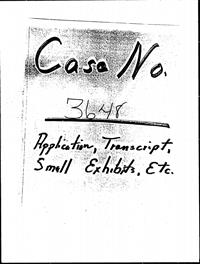 Case No.
3648
Application, Transcript,
Small Exhibits, Etc.